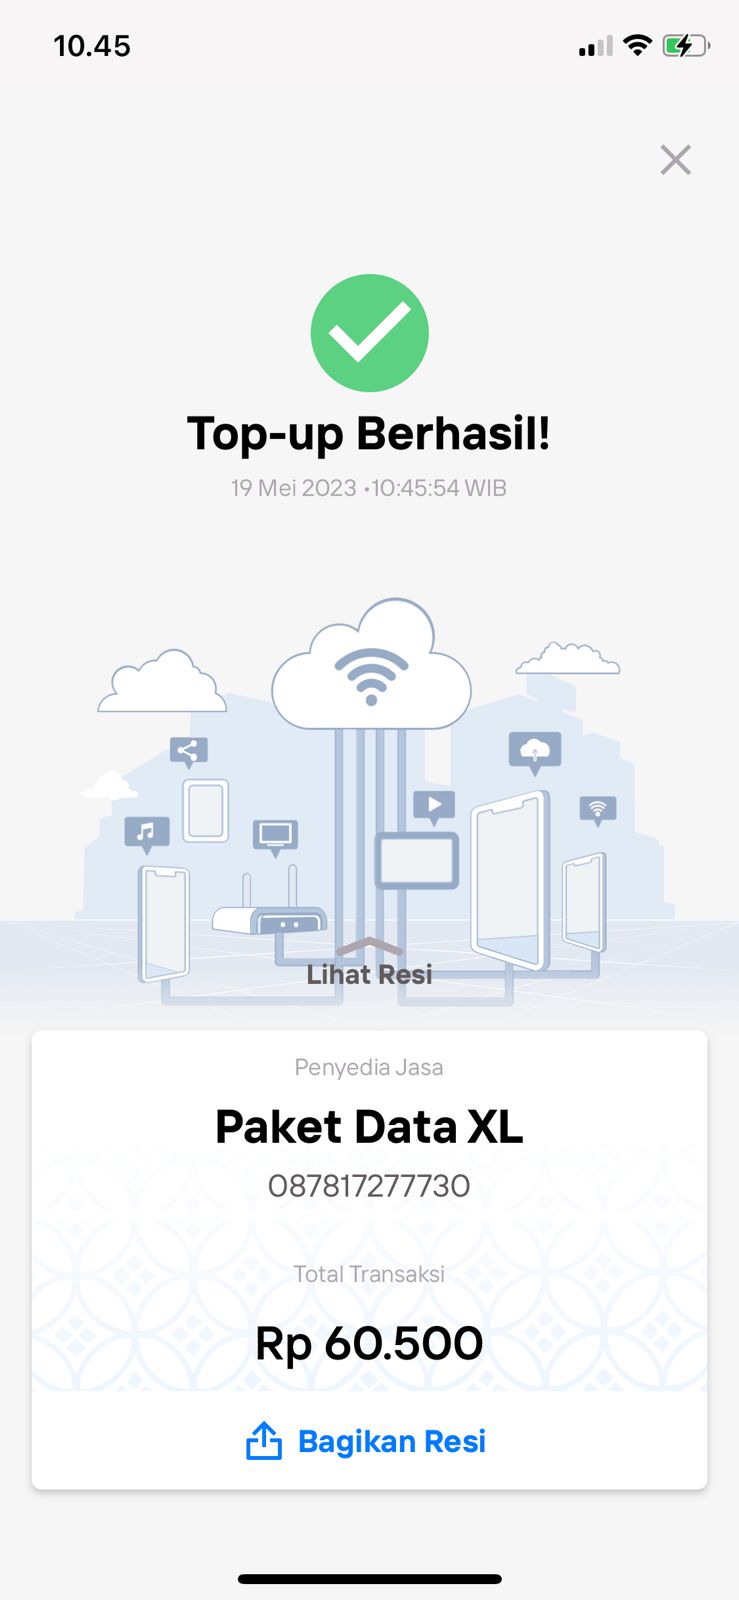 10.45
Top-up Berhasil!
19 Mei 2023 •10:45:54 WIB
Lihat Resi
Penyedia Jasa
Paket Data XL
087817277730
Total Transaksi
Rp 60.500
Bagikan Resi